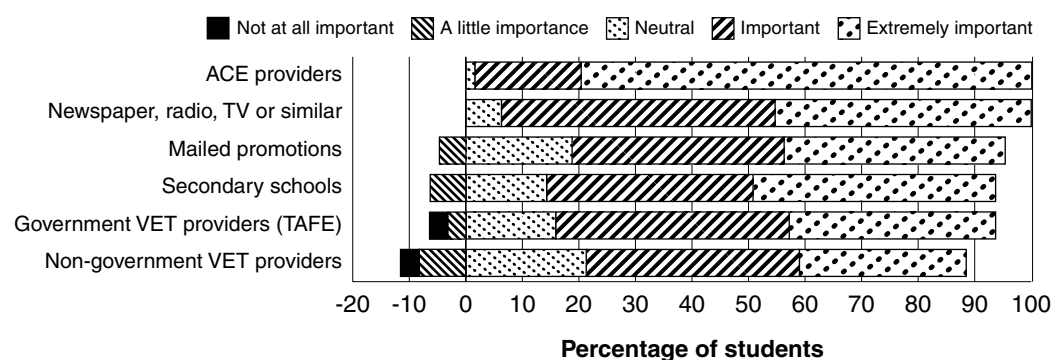 Not at all important A little importance Neutral Important Extremely important
ACE providers
Newspaper, radio, TV or similar
Mailed promotions
Secondary schools
Government VET providers (TAFE)
Non-government VET providers
-20 -10 0 10 20 30 40 50 60 70 80 90 100
Percentage of students